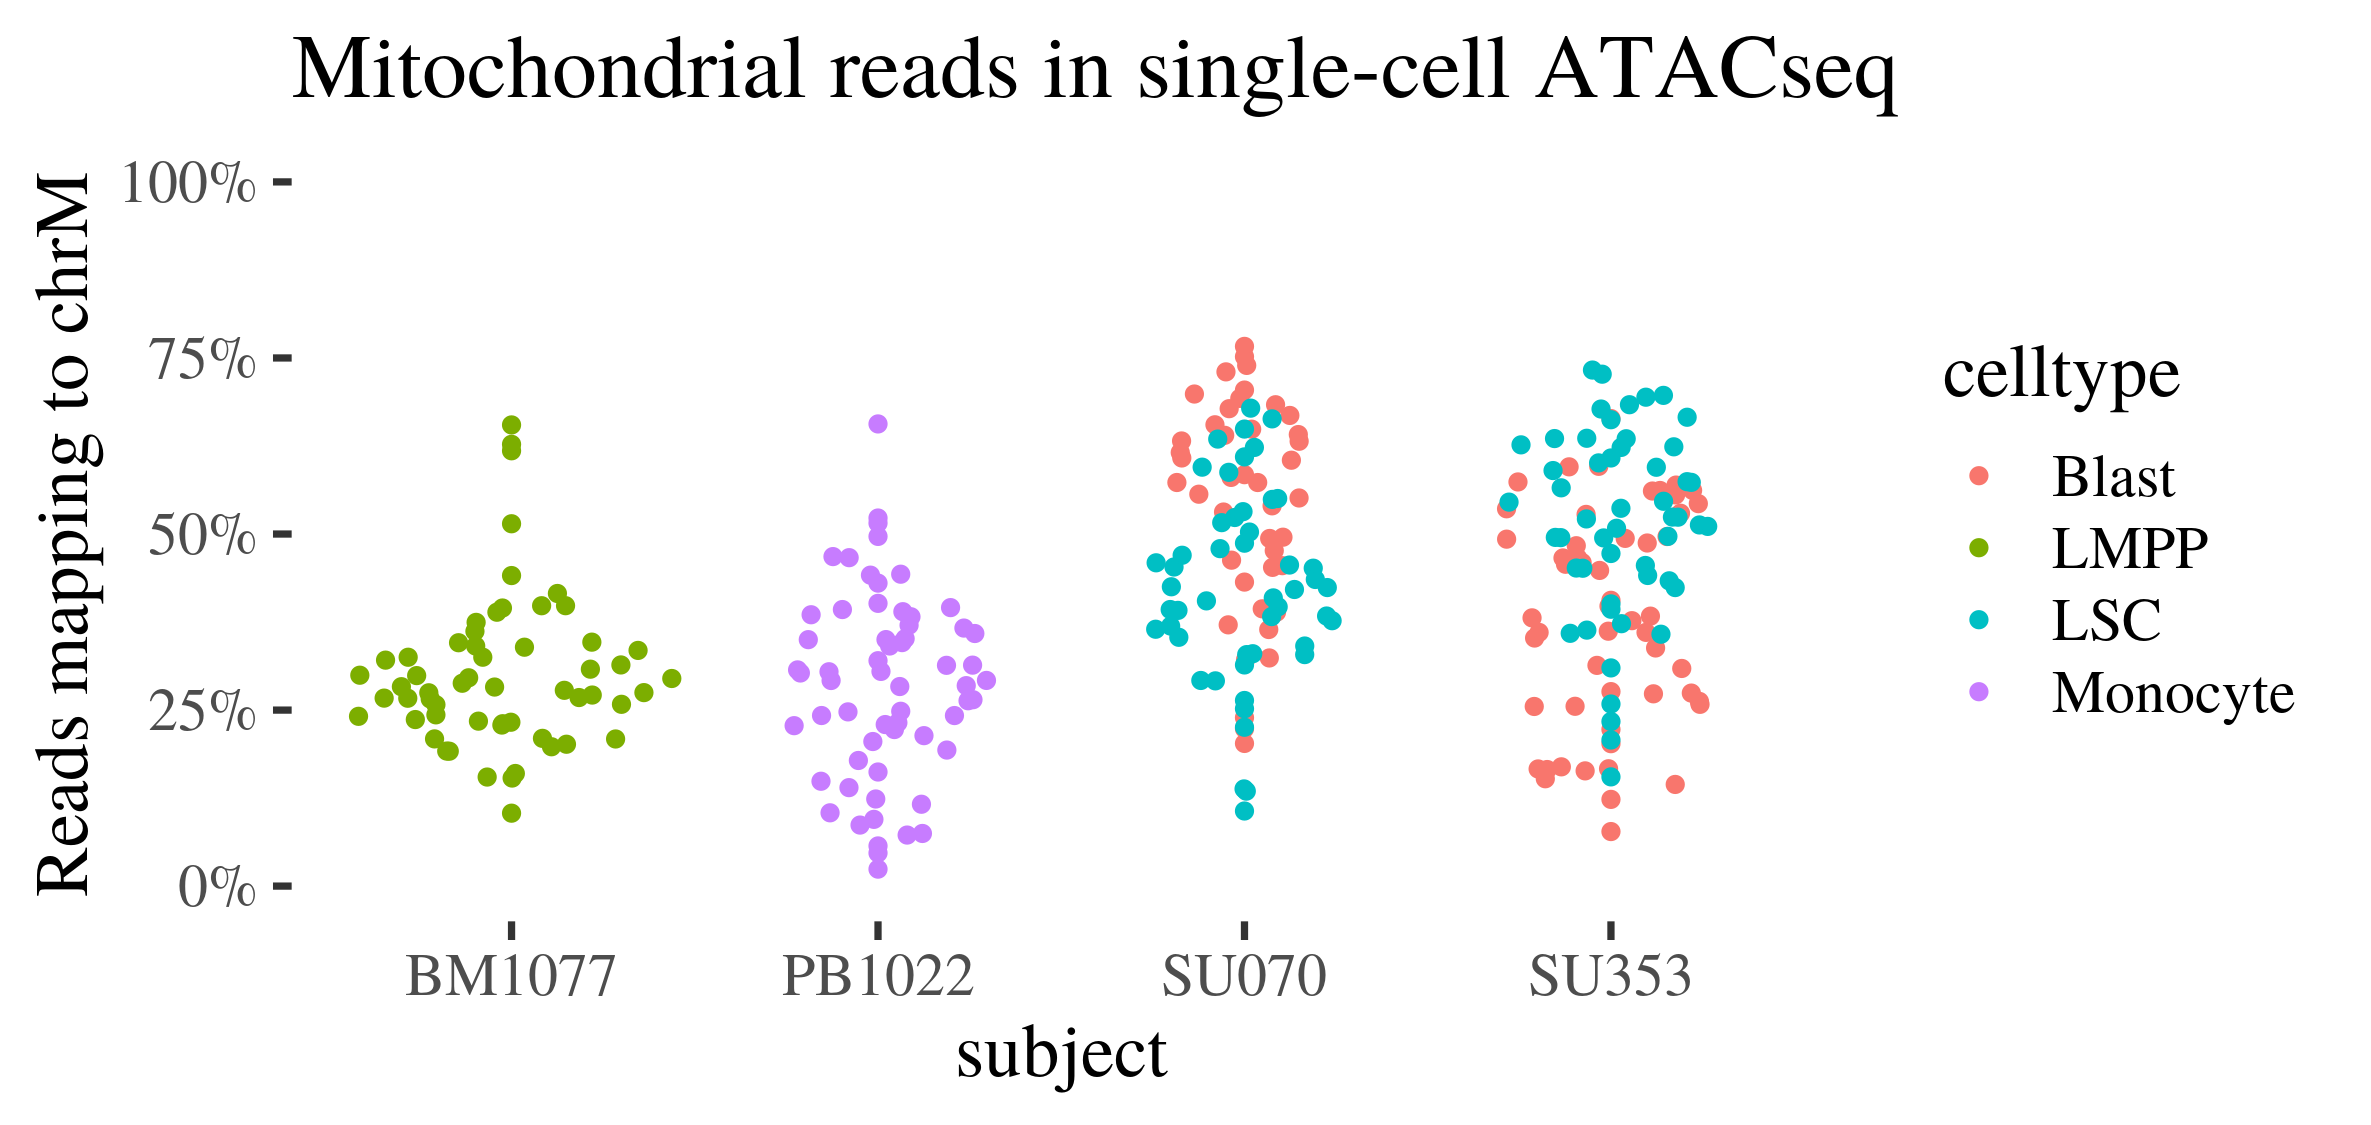 Mitochondrial reads in single-cell ATACseq
Reads mapping to chrM
100%
75%
50%
25%
0%
BM1077
PB1022
SU070
SU353
subject
celltype
Blast
LMPP
LSC
Monocyte